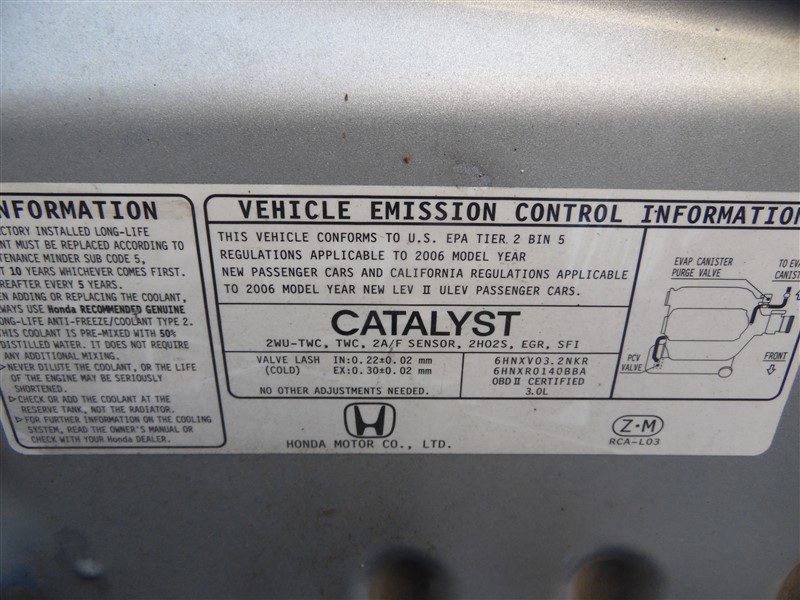 NFORMATION
CTORY INSTALLED LONG-LIFE
NT MUST BE REPLACED ACCORDING TO
TENANCE MINDER SUB CODE 5,
T 10 YEARS WHICHEVER COMES FIRST.
REAFTER EVERY 5 YEARS.
EN ADDING OR REPLACING THE COOLANT,
WAYS USE Honda RECOMMENDED GENUINE
ONG-LIFE ANTI-FREEZE/COOLANT TYPE 2.
THIS COOLANT IS PRE-MIXED WITH 50%
DISTILLED WATER. IT DOES NOT REQUIRE
ANY ADDITIONAL MIXING.
▷NEVER DILUTE THE COOLANT, OR THE LIFE
OF THE ENGINE MAY BE SERIOUSLY
SHORTENED.
▷CHECK OR ADD THE COOLANT AT THE
RESERVE TANK, NOT THE RADIATOR.
▷FOR FURTHER INFORMATION ON THE COOLING
SYSTEM, READ THE OWNER'S MANUAL OR
CHECK WITH YOUR Honda DEALER.
VEHICLE EMISSION CONTROL INFORMATION
THIS VEHICLE CONFORMS TO U.S. EPA TIER 2 BIN 5
REGULATIONS APPLICABLE TO 2006 MODEL YEAR
NEW PASSENGER CARS AND CALIFORNIA REGULATIONS APPLICABLE
TO 2006 MODEL YEAR NEW LEV II ULEV PASSENGER CARS.
CATALYST
2WU-TWC, TWC, 2A/F SENSOR, 2HO2S, EGR, SFI
VALVE LASH IN:0.22±0.02 mm
(COLD) EX:0.30±0.02 mm
NO OTHER ADJUSTMENTS NEEDED.
6HNXV03.2NKR
6HNXR0140BBA
OBD II CERTIFIED
3.0L
EVAP CANISTER
PURGE VALVE
TO EVA
CANIST
PCV
VALVE
FRONT
HONDA MOTOR CO., LTD.
Z·M
RCA-L03